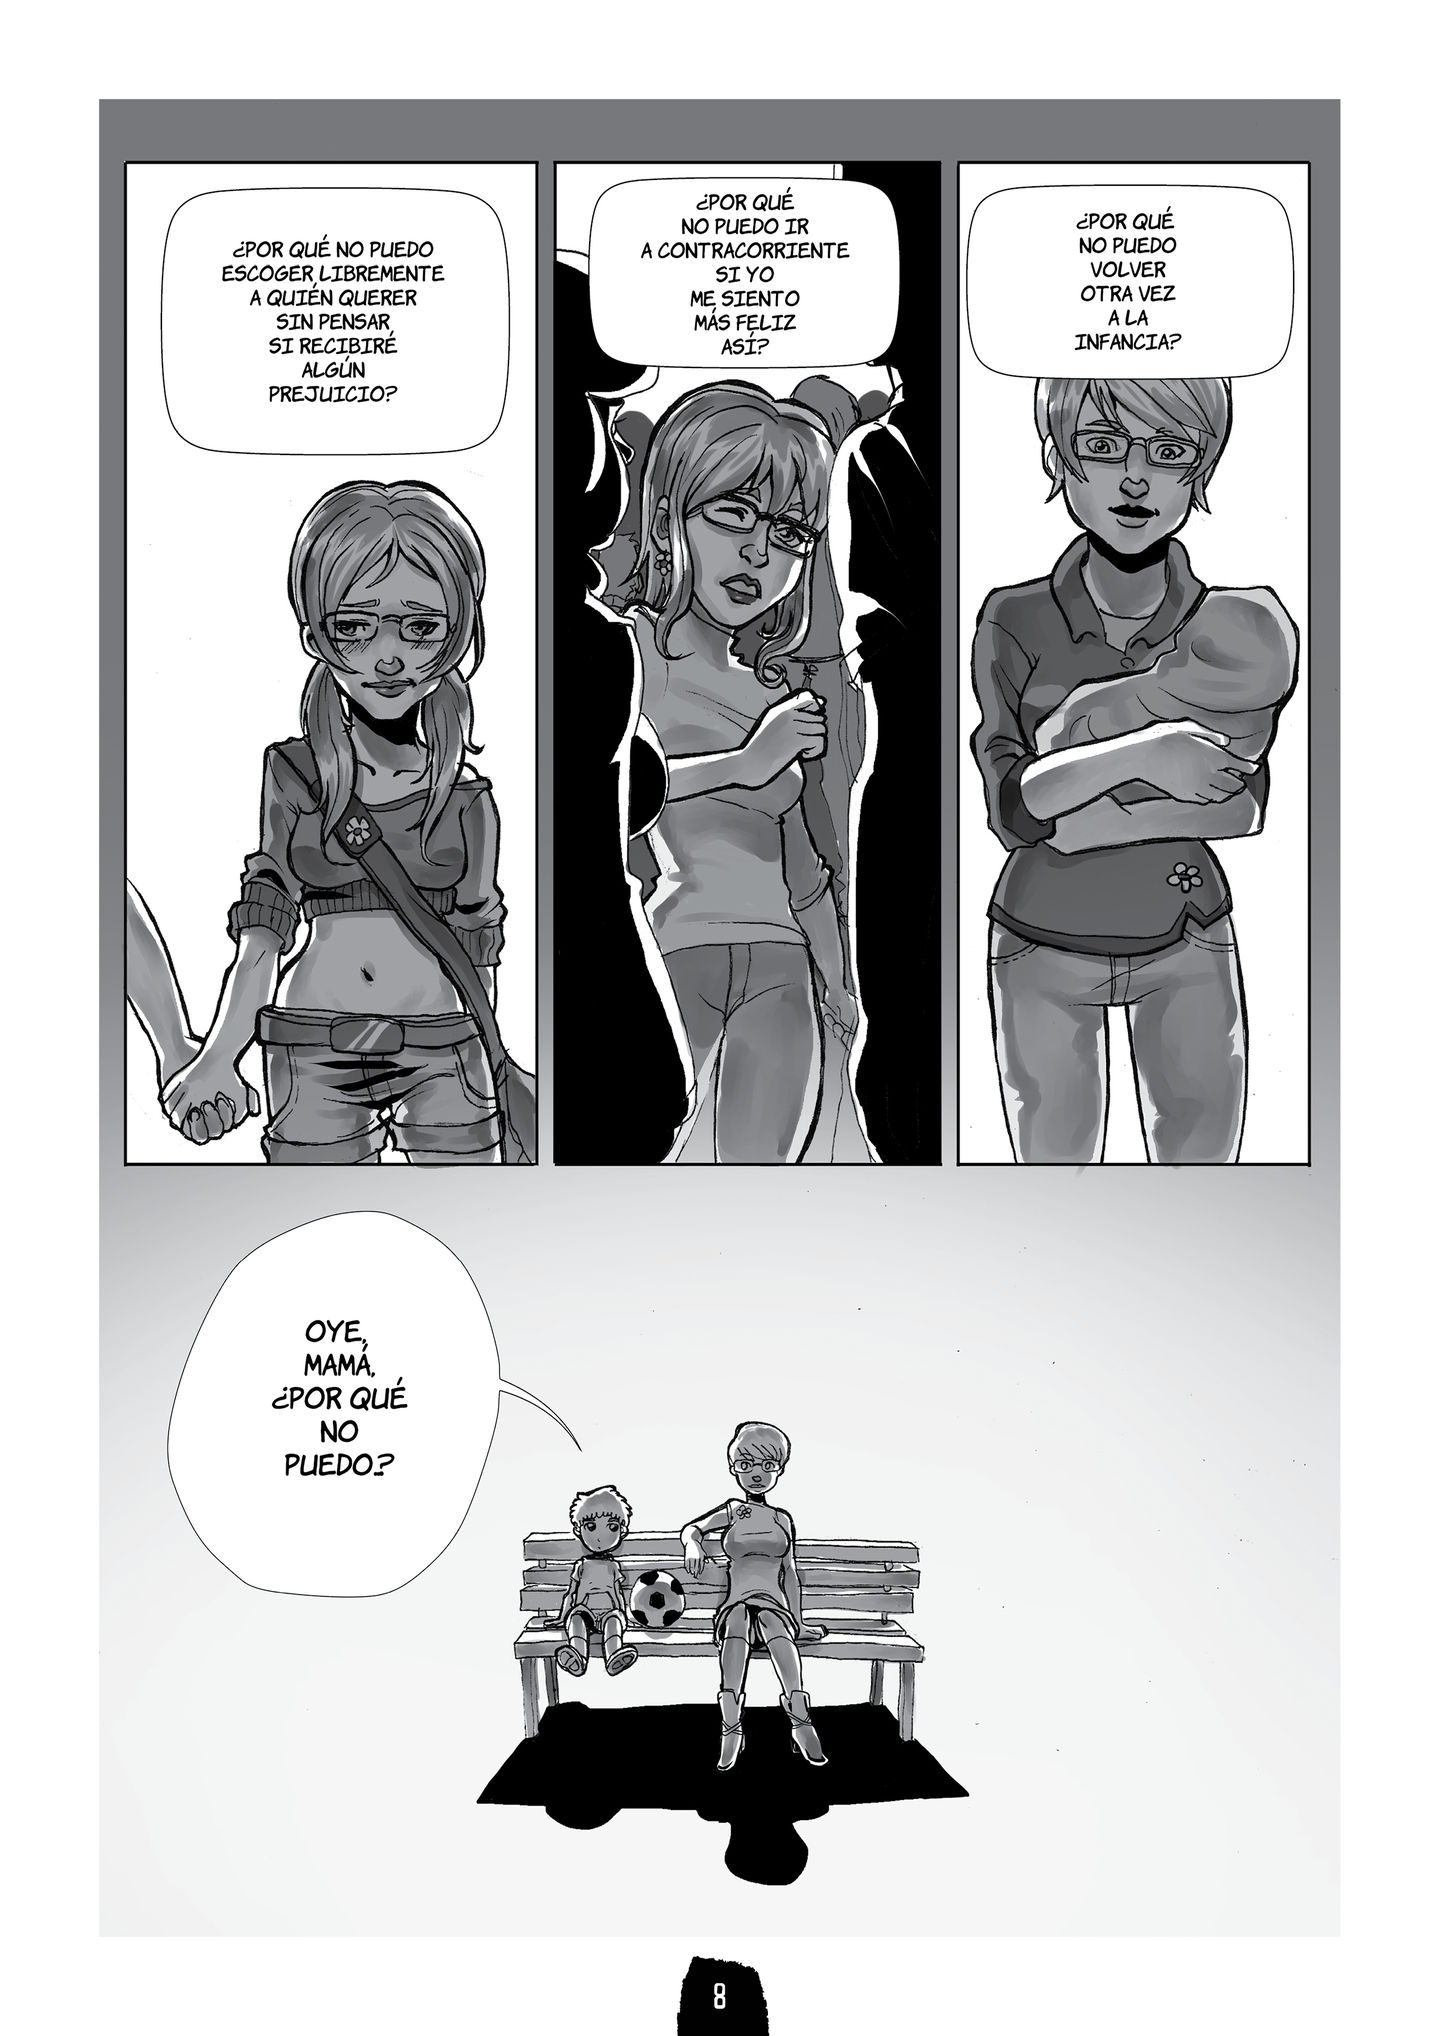 ¿POR QUÉ NO PUEDO
ESCOGER LIBREMENTE
A QUIÉN QUERER
SIN PENSAR
SI RECIBIRÉ
ALGÚN
PREJUICIO?
¿POR QUÉ
NO PUEDO IR
A CONTRACORRIENTE
SI YO
ME SIENTO
MÁS FELIZ
ASÍ?
¿POR QUÉ
NO PUEDO
VOLVER
OTRA VEZ
A LA
INFANCIA?
OYE,
MAMÁ,
¿POR QUÉ
NO
PUEDO..?
8